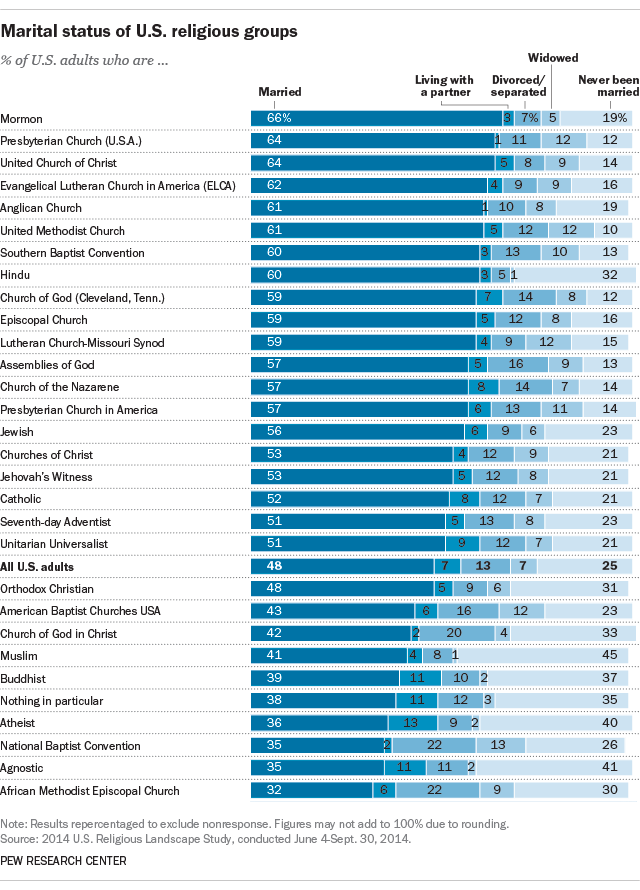 Marital status of U.S. religious groups
% of U.S. adults who are ...
Widowed
Married Living with a partner Divorced/separated Never been married
Mormon 66% 3 7% 5 19%
Presbyterian Church (U.S.A.) 64 1 11 12 12
United Church of Christ 64 5 8 9 14
Evangelical Lutheran Church in America (ELCA) 62 4 9 9 16
Anglican Church 61 1 10 8 19
United Methodist Church 61 5 12 12 10
Southern Baptist Convention 60 3 13 10 13
Hindu 60 3 5 1 32
Church of God (Cleveland, Tenn.) 59 7 14 8 12
Episcopal Church 59 5 12 8 16
Lutheran Church-Missouri Synod 59 4 9 12 15
Assemblies of God 57 5 16 9 13
Church of the Nazarene 57 8 14 7 14
Presbyterian Church in America 57 6 13 11 14
Jewish 56 6 9 6 23
Churches of Christ 53 4 12 9 21
Jehovah's Witness 53 5 12 8 21
Catholic 52 8 12 7 21
Seventh-day Adventist 51 5 13 8 23
Unitarian Universalist 51 9 12 7 21
All U.S. adults 48 7 13 7 25
Orthodox Christian 48 5 9 6 31
American Baptist Churches USA 43 6 16 12 23
Church of God in Christ 42 2 20 4 33
Muslim 41 4 8 1 45
Buddhist 39 11 10 2 37
Nothing in particular 38 11 12 3 35
Atheist 36 13 9 2 40
National Baptist Convention 35 2 22 13 26
Agnostic 35 11 11 2 41
African Methodist Episcopal Church 32 6 22 9 30
Note: Results repercentaged to exclude nonresponse. Figures may not add to 100% due to rounding.
Source: 2014 U.S. Religious Landscape Study, conducted June 4-Sept. 30, 2014.
PEW RESEARCH CENTER